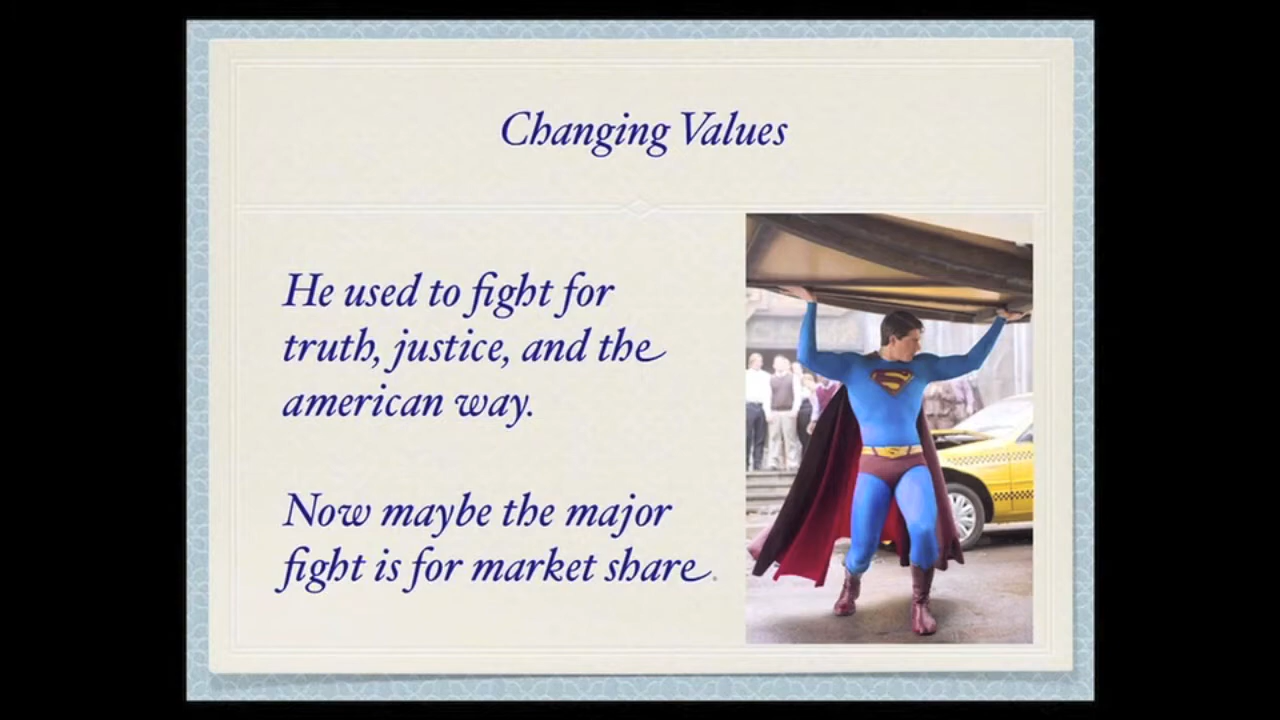 Changing Values
He used to fight for
truth, justice, and the
american way.
Now maybe the major
fight is for market share.